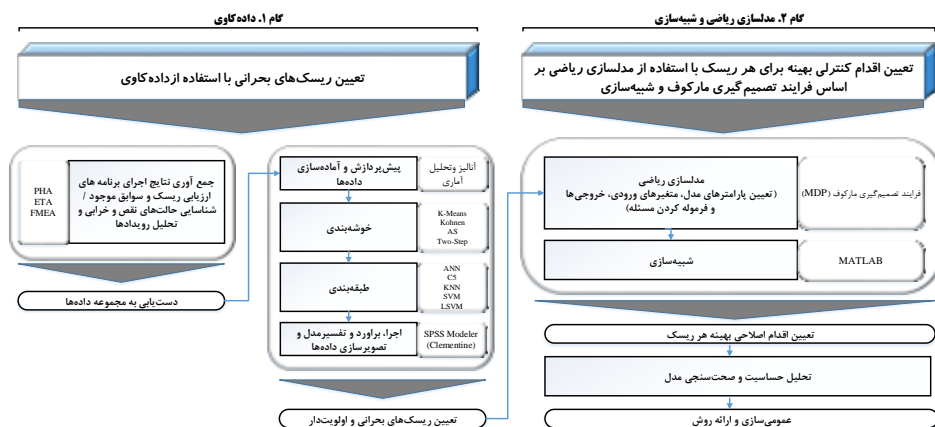 گام ۱. داده‌کاوی
تعیین ریسک‌های بحرانی با استفاده از داده‌کاوی
PHA
ETA
FMEA
جمع آوری نتایج اجرای برنامه های
ارزیابی ریسک و سوابق موجود /
شناسایی حالت‌های نقص و خرابی و
تحلیل رویدادها
دست‌یابی به مجموعه داده‌ها
پیش‌پردازش و آماده‌سازی
داده‌ها
آنالیز وتحلیل
آماری
خوشه‌بندی
K-Means
Kohnen
AS
Two-Step
طبقه‌بندی
ANN
C5
KNN
SVM
LSVM
اجرا، براورد و تفسیرمدل و
تصویرسازی داده‌ها
SPSS Modeler
(Clementine)
تعیین ریسک‌های بحرانی و اولویت‌دار
گام ۲. مدلسازی ریاضی و شبیه‌سازی
تعیین اقدام کنترلی بهینه برای هر ریسک با استفاده از مدلسازی ریاضی بر
اساس فرایند تصمیم‌گیری مارکوف و شبیه‌سازی
مدلسازی ریاضی
(تعیین پارامترهای مدل، متغیرهای ورودی، خروجی‌ها
و فرموله کردن مسئله)
فرایند تصمیم‌گیری مارکوف (MDP)
شبیه‌سازی
MATLAB
تعیین اقدام اصلاحی بهینه هر ریسک
تحلیل حساسیت و صحت‌سنجی مدل
عمومی‌سازی و ارائه روش